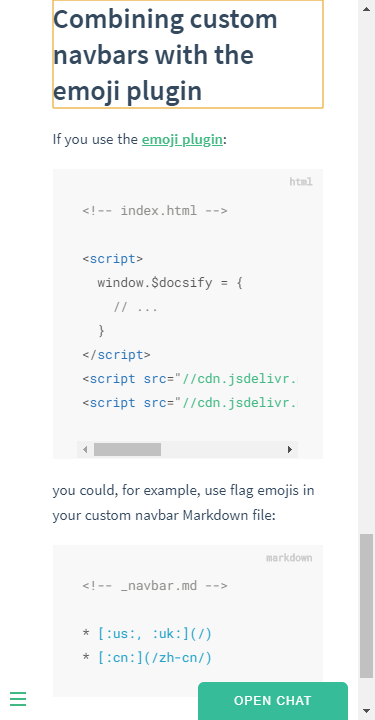 Combining custom
navbars with the
emoji plugin
If you use the emoji plugin:
html
<!-- index.html -->
<script>
window.$docsify = {
// ...
}
</script>
<script src="//cdn.jsdelivr.
<script src="//cdn.jsdelivr.
you could, for example, use flag emojis in
your custom navbar Markdown file:
markdown
<!-- _navbar.md -->
* [:us:, :uk:](/)
* [:cn:](/zh-cn/)
OPEN CHAT